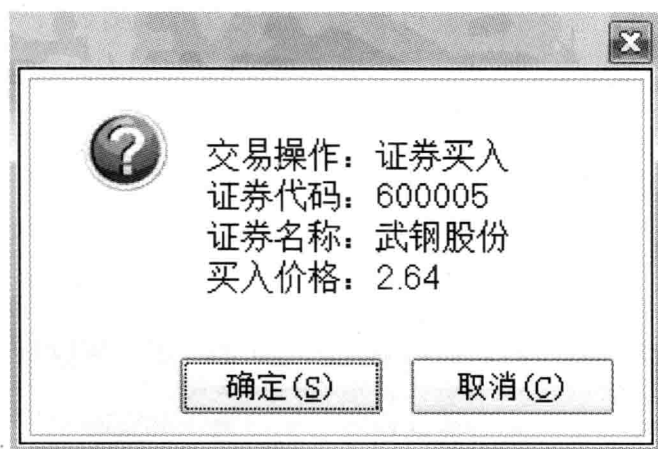 交易操作：证券买入
证券代码：600005
证券名称：武钢股份
买入价格：2.64
确定(S)
取消(C)